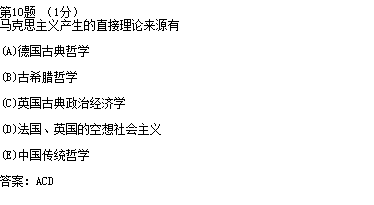 第10题 （1分）
马克思主义产生的直接理论来源有
(A)德国古典哲学
(B)古希腊哲学
(C)英国古典政治经济学
(D)法国、英国的空想社会主义
(E)中国传统哲学
答案：ACD